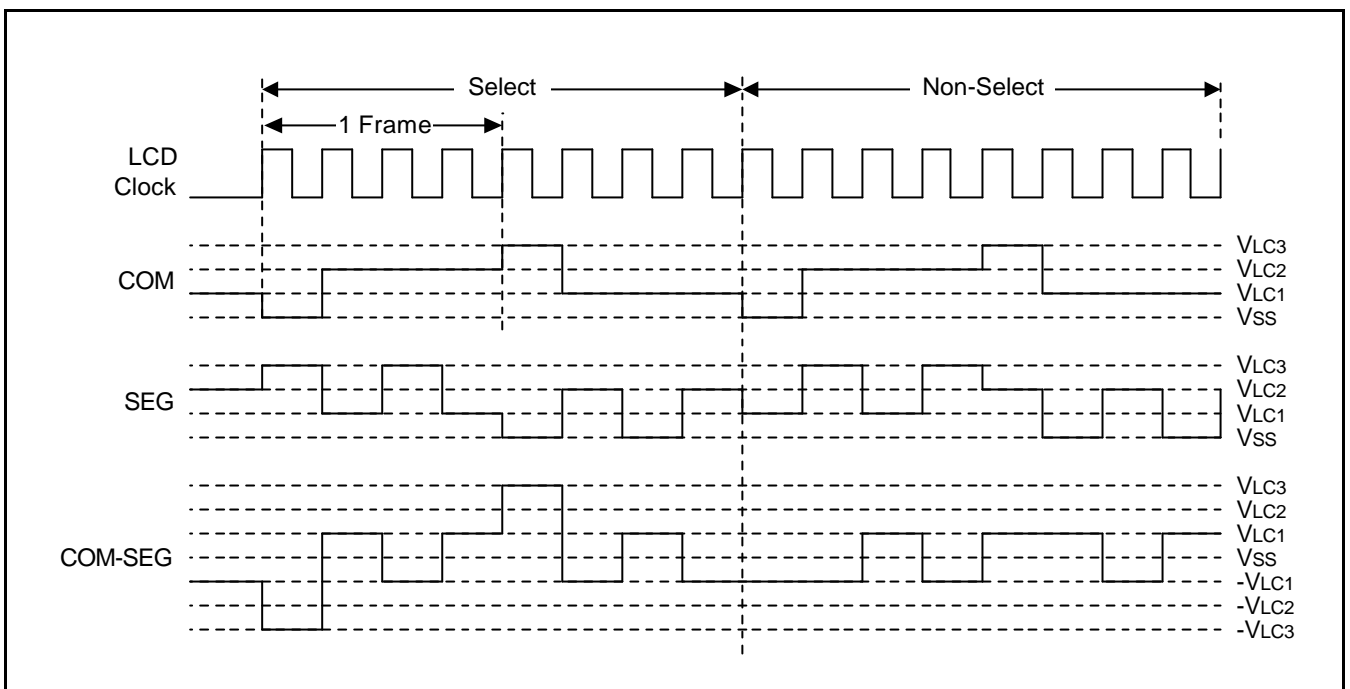 Select
Non-Select
1 Frame
LCD
Clock
COM
VLC3
VLC2
VLC1
VSS
SEG
VLC3
VLC2
VLC1
VSS
COM-SEG
VLC3
VLC2
VLC1
VSS
-VLC1
-VLC2
-VLC3